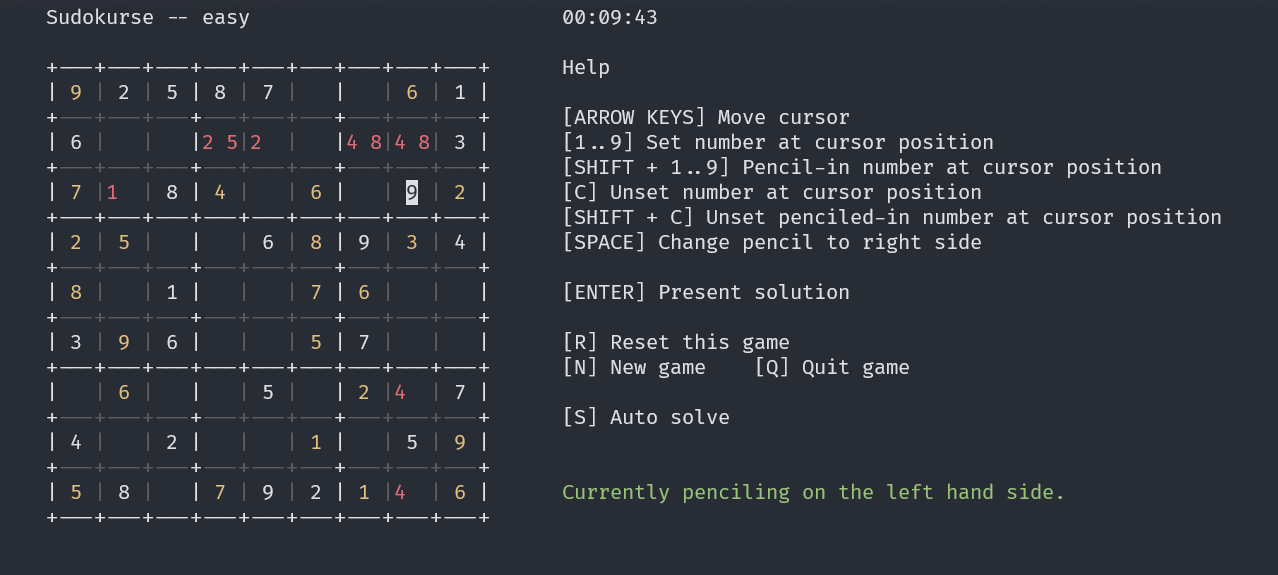 Sudokurse -- easy 00:09:43
+———+———+———+———+———+———+———+———+———+ Help
| 9 | 2 | 5 | 8 | 7 |   |   | 6 | 1 |
+———+———+———+———+———+———+———+———+———+ [ARROW KEYS] Move cursor
| 6 |   |   |2 5|2  |   |4 8|4 8| 3 | [1..9] Set number at cursor position
+———+———+———+———+———+———+———+———+———+ [SHIFT + 1..9] Pencil-in number at cursor position
| 7 |1  | 8 | 4 |   | 6 |   | 9 | 2 | [C] Unset number at cursor position
+———+———+———+———+———+———+———+———+———+ [SHIFT + C] Unset penciled-in number at cursor position
| 2 | 5 |   |   | 6 | 8 | 9 | 3 | 4 | [SPACE] Change pencil to right side
+———+———+———+———+———+———+———+———+———+
| 8 |   | 1 |   |   | 7 | 6 |   |   | [ENTER] Present solution
+———+———+———+———+———+———+———+———+———+
| 3 | 9 | 6 |   |   | 5 | 7 |   |   | [R] Reset this game
+———+———+———+———+———+———+———+———+———+ [N] New game    [Q] Quit game
|   | 6 |   |   | 5 |   | 2 |4  | 7 |
+———+———+———+———+———+———+———+———+———+ [S] Auto solve
| 4 |   | 2 |   |   | 1 |   | 5 | 9 |
+———+———+———+———+———+———+———+———+———+
| 5 | 8 |   | 7 | 9 | 2 | 1 |4  | 6 | Currently penciling on the left hand side.
+———+———+———+———+———+———+———+———+———+